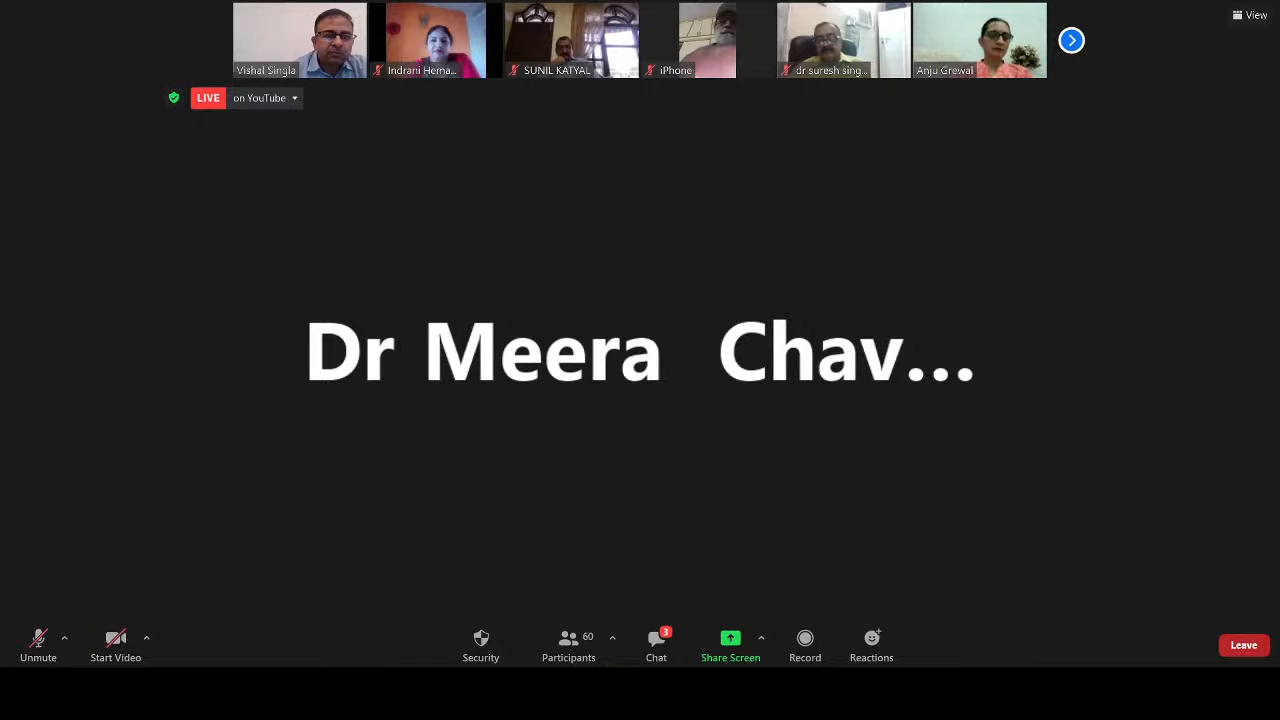 View
Vishal Singla
Indrani Hema...
SUNIL KATYAL
iPhone
dr suresh sing...
Anju Grewal
LIVE on YouTube
Dr Meera Chav...
60
3
Unmute
Start Video
Security
Participants
Chat
Share Screen
Record
Reactions
Leave